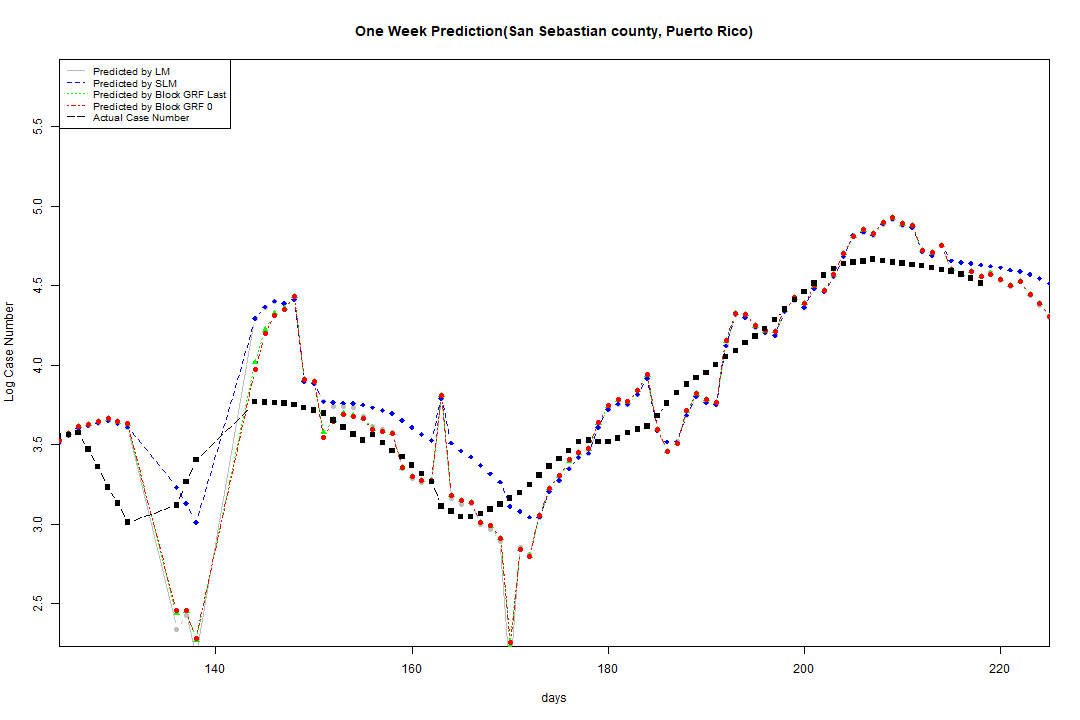 One Week Prediction(San Sebastian county, Puerto Rico)
Predicted by LM
Predicted by SLM
Predicted by Block GRF Last
Predicted by Block GRF 0
Actual Case Number
5.5
5.0
4.5
4.0
3.5
3.0
2.5
Log Case Number
140 160 180 200 220
days